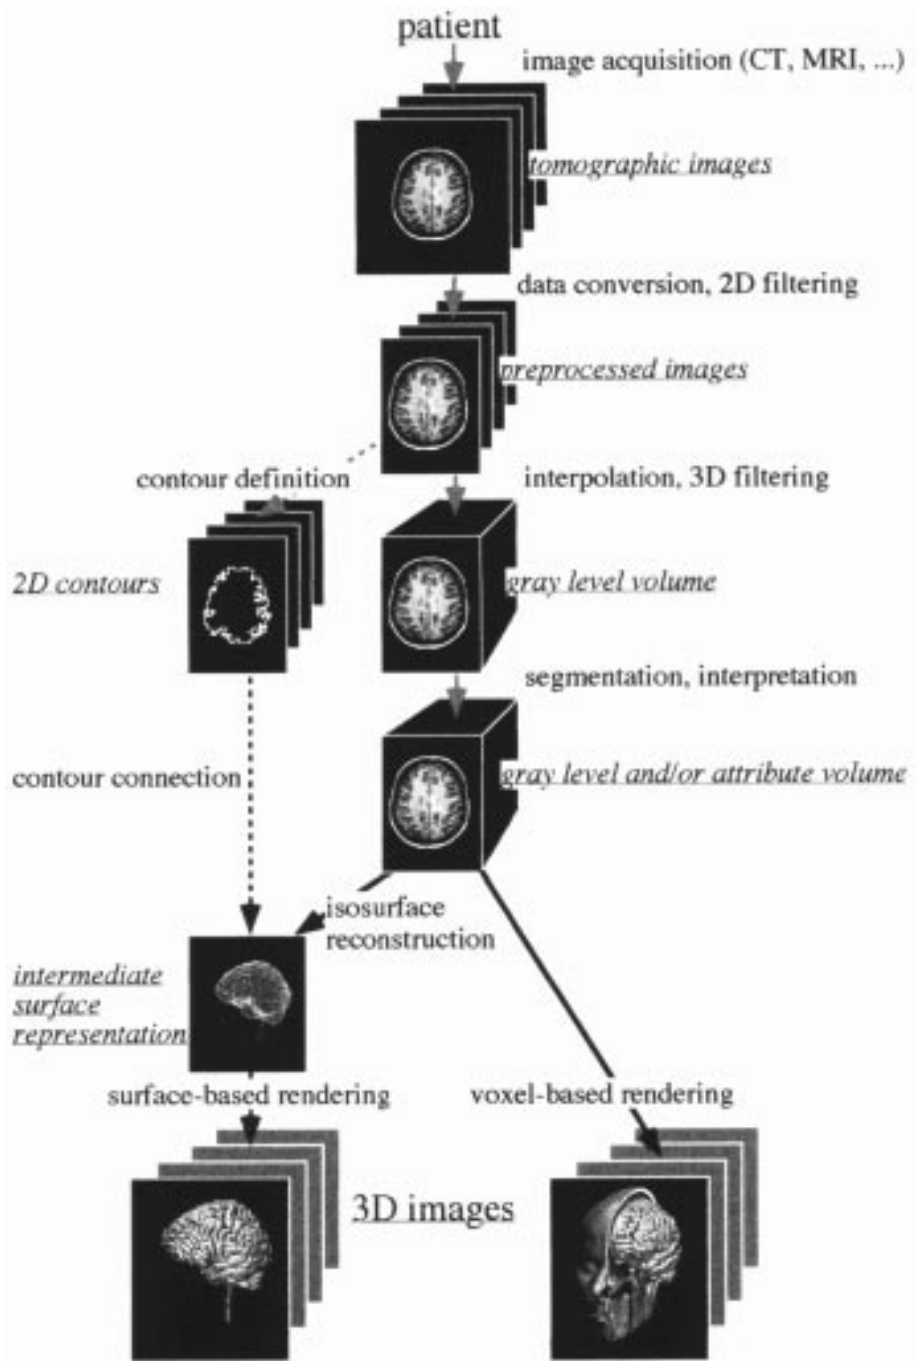 patient
image acquisition (CT, MRI, ...)
tomographic images
data conversion, 2D filtering
preprocessed images
contour definition
interpolation, 3D filtering
2D contours
gray level volume
segmentation, interpretation
contour connection
gray level and/or attribute volume
isosurface
reconstruction
intermediate
surface
representation
surface-based rendering
voxel-based rendering
3D images